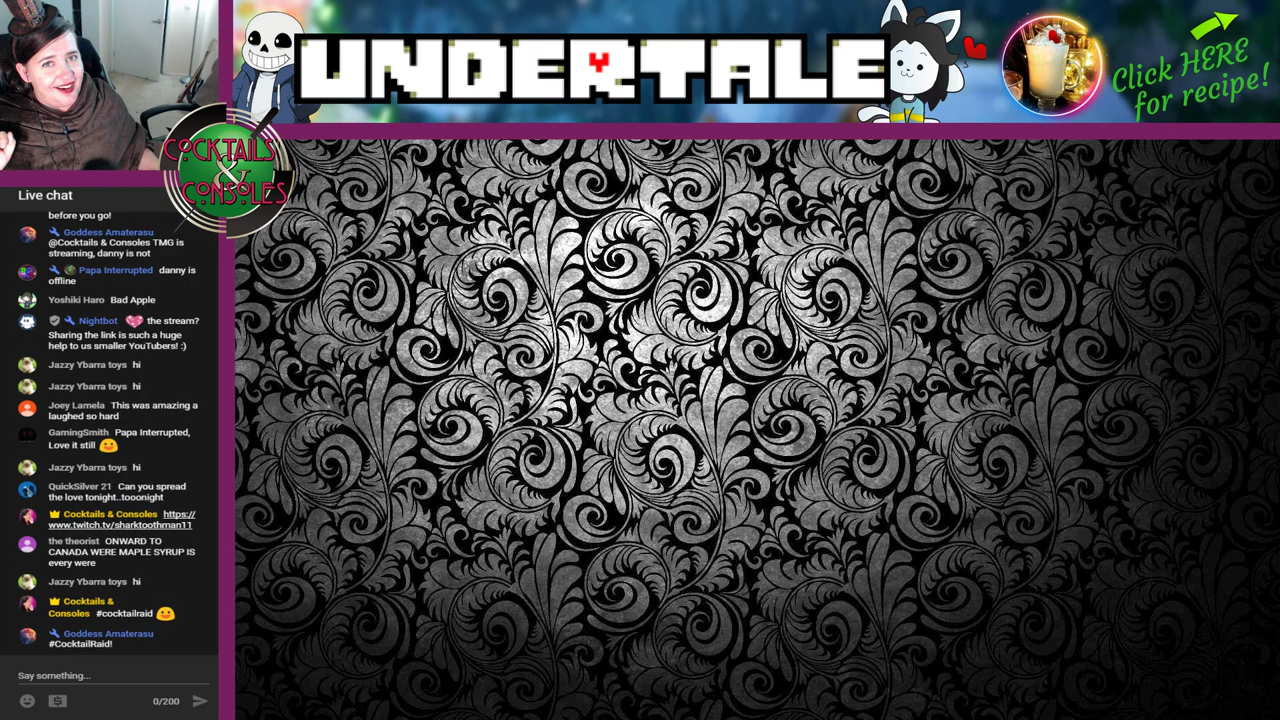 UNDERTALE
Click HERE
for recipe!
COCKTAILS
&
CONSOLES
Live chat
before you go!
Goddess Amaterasu
@Cocktails & Consoles TMG is
streaming, danny is not
Papa Interrupted danny is
offline
Yoshiki Haro Bad Apple
Nightbot the stream?
Sharing the link is such a huge
help to us smaller YouTubers! :)
Jazzy Ybarra toys hi
Jazzy Ybarra toys hi
Joey Lamela This was amazing a
laughed so hard
GamingSmith Papa Interrupted,
Love it still
Jazzy Ybarra toys hi
QuickSilver 21 Can you spread
the love tonight..tooonight
Cocktails & Consoles https://
www.twitch.tv/sharktoothman11
the theorist ONWARD TO
CANADA WERE MAPLE SYRUP IS
every were
Jazzy Ybarra toys hi
Cocktails &
Consoles #cocktailraid
Goddess Amaterasu
#CocktailRaid!
Say something...
0/200